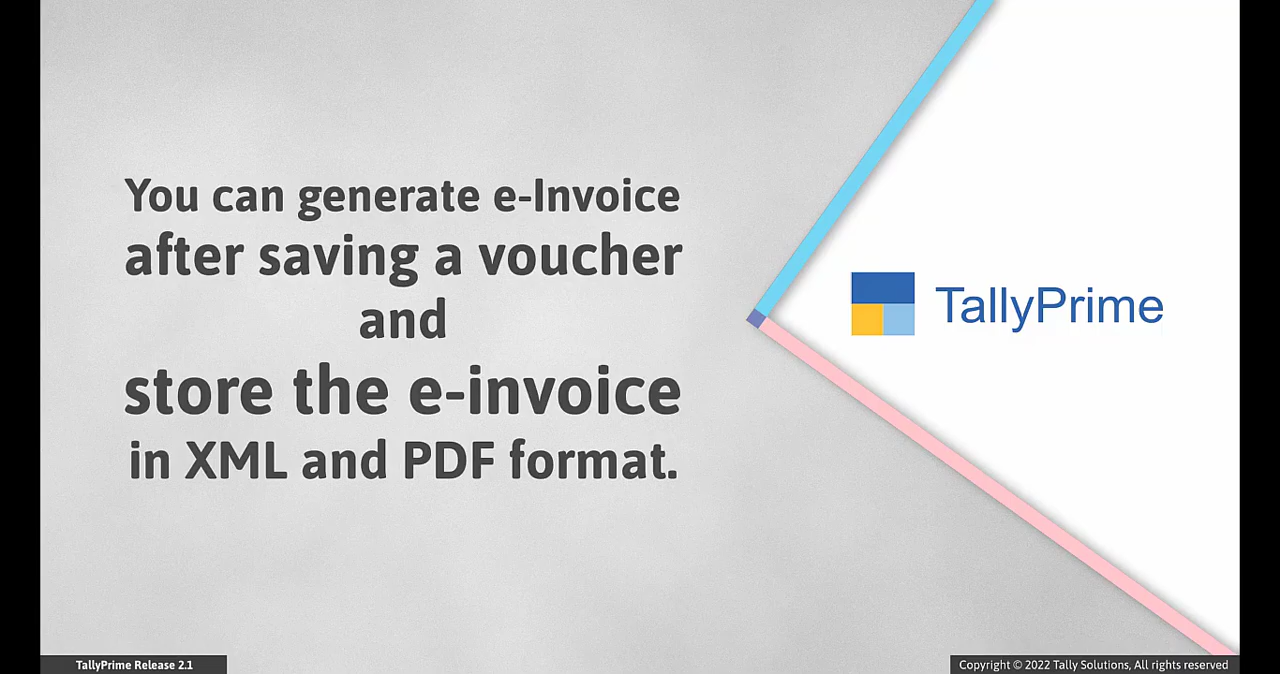 You can generate e-Invoice
after saving a voucher
and
store the e-invoice
in XML and PDF format.
TallyPrime
TallyPrime Release 2.1
Copyright © 2022 Tally Solutions, All rights reserved